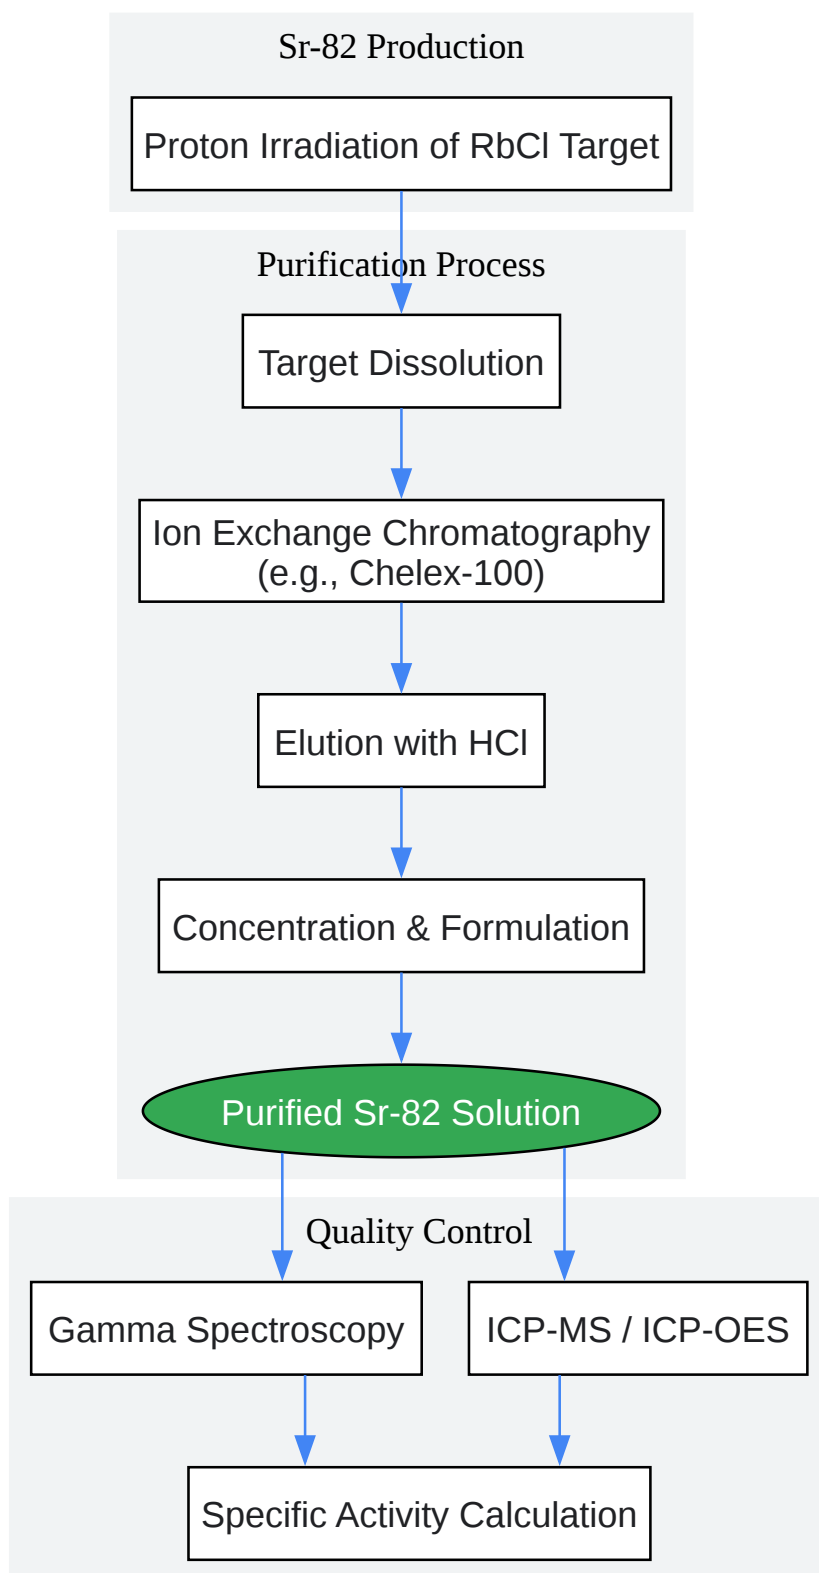 Sr-82 Production
Proton Irradiation of RbCl Target
Purification Process
Target Dissolution
Ion Exchange Chromatography
(e.g., Chelex-100)
Elution with HCl
Concentration & Formulation
Purified Sr-82 Solution
Quality Control
Gamma Spectroscopy
ICP-MS / ICP-OES
Specific Activity Calculation